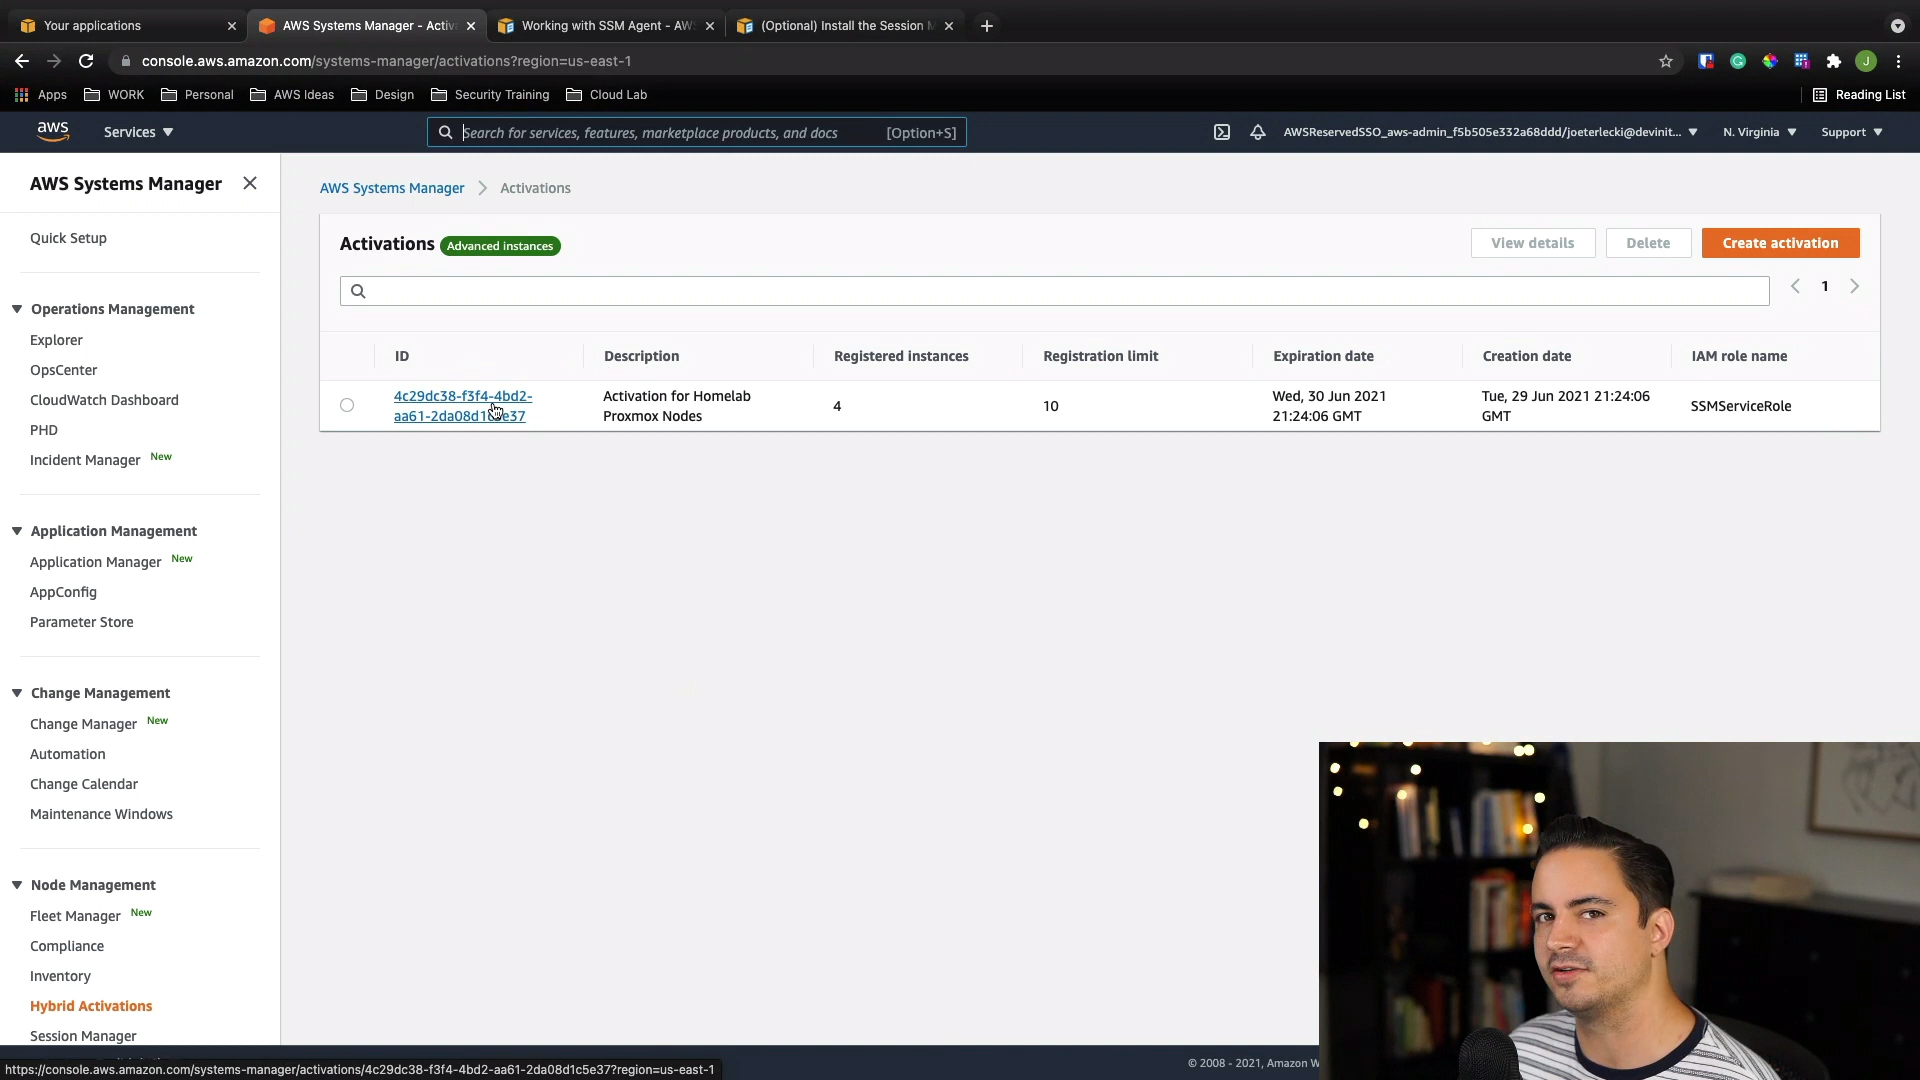 Your applications
AWS Systems Manager - Activ
Working with SSM Agent - AW
(Optional) Install the Session M
console.aws.amazon.com/systems-manager/activations?region=us-east-1
J
Apps
WORK
Personal
AWS Ideas
Design
Security Training
Cloud Lab
Reading List
aws
Services
Search for services, features, marketplace products, and docs
[Option+S]
AWSReservedSSO_aws-admin_f5b505e332a68ddd/joeterlecki@devinit...
N. Virginia
Support
AWS Systems Manager
Quick Setup
Operations Management
Explorer
OpsCenter
CloudWatch Dashboard
PHD
Incident Manager New
Application Management
Application Manager New
AppConfig
Parameter Store
Change Management
Change Manager New
Automation
Change Calendar
Maintenance Windows
Node Management
Fleet Manager New
Compliance
Inventory
Hybrid Activations
Session Manager
AWS Systems Manager
Activations
Activations
Advanced instances
View details
Delete
Create activation
1
ID
Description
Registered instances
Registration limit
Expiration date
Creation date
IAM role name
4c29dc38-f3f4-4bd2-
Activation for Homelab
Proxmox Nodes
4
10
Wed, 30 Jun 2021
21:24:06 GMT
Tue, 29 Jun 2021 21:24:06
GMT
SSMServiceRole
© 2008 - 2021, Amazon W
https://console.aws.amazon.com/systems-manager/activations/4c29dc38-f3f4-4bd2-aa61-2da08d1c5e37?region=us-east-1